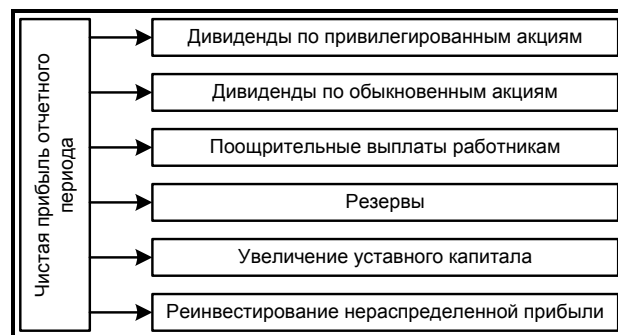 Чистая прибыль отчетного
периода
Дивиденды по привилегированным акциям
Дивиденды по обыкновенным акциям
Поощрительные выплаты работникам
Резервы
Увеличение уставного капитала
Реинвестирование нераспределенной прибыли